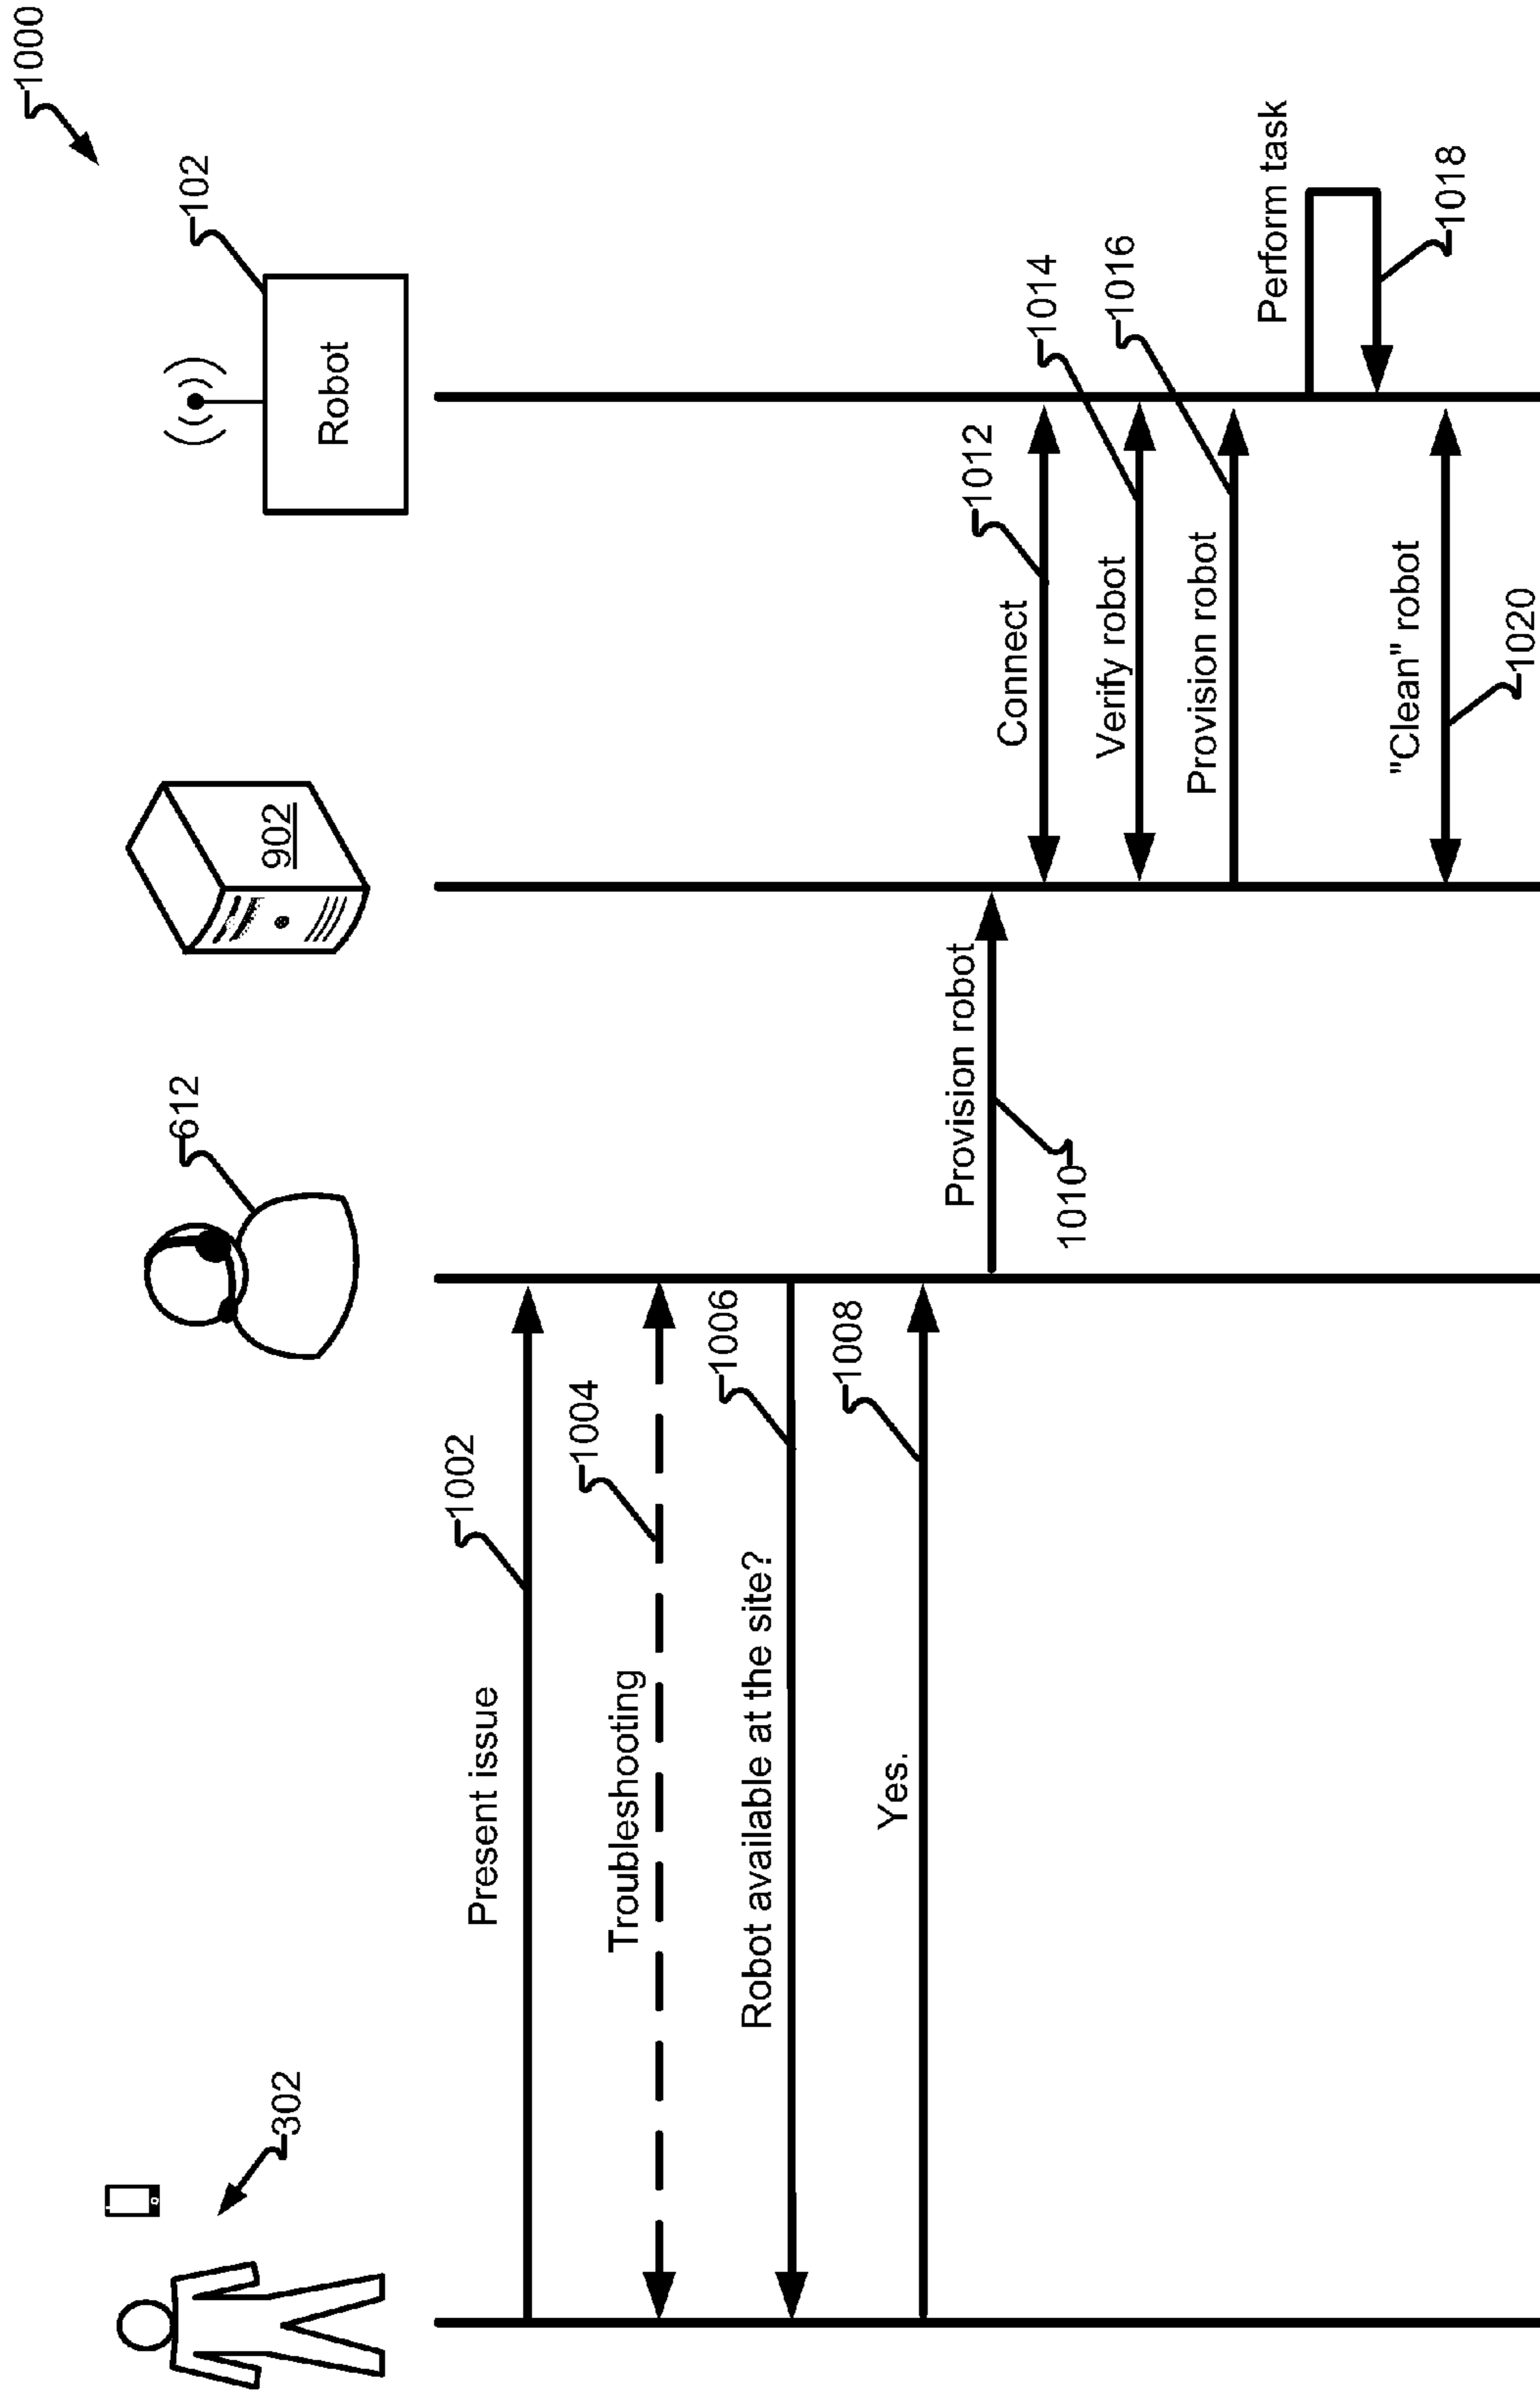 1000
302
612
902
102
Robot
Present issue
1002
Troubleshooting
1004
Robot available at the site?
1006
Yes.
1008
Provision robot
1010
Connect
1012
Verify robot
1014
Provision robot
1016
Perform task
1018
"Clean" robot
1020